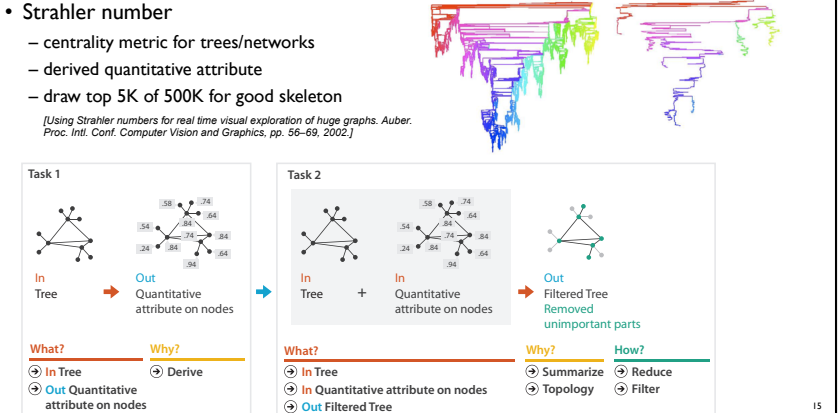 • Strahler number
– centrality metric for trees/networks
– derived quantitative attribute
– draw top 5K of 500K for good skeleton
[Using Strahler numbers for real time visual exploration of huge graphs. Auber.
Proc. Intl. Conf. Computer Vision and Graphics, pp. 56–69, 2002.]
Task 1
.58
.74
.64
.54
.84
.74
.84
.24
.84
.64
.94
In
Tree
Out
Quantitative
attribute on nodes
What?
In Tree
Out Quantitative
attribute on nodes
Why?
Derive
Task 2
.58
.74
.64
.54
.84
.74
.84
.24
.84
.64
.94
In
Tree
+
In
Quantitative
attribute on nodes
Out
Filtered Tree
Removed
unimportant parts
What?
In Tree
In Quantitative attribute on nodes
Out Filtered Tree
Why?
Summarize
Topology
How?
Reduce
Filter
15